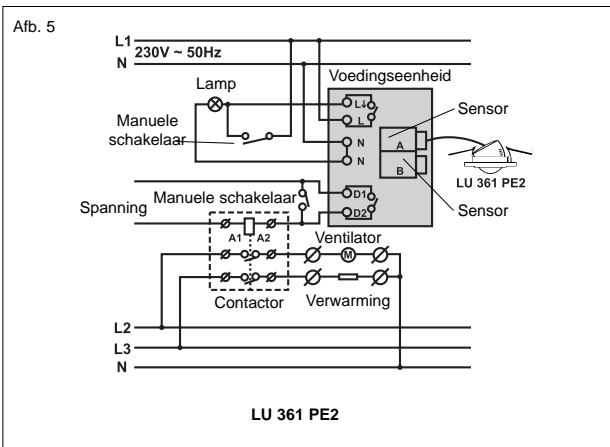 Afb. 5
L1
230V ~ 50Hz
N
Lamp
Voedingseenheid
Manuele
schakelaar
L↓
L
N
N
A
B
Sensor
LU 361 PE2
Sensor
Spanning
Manuele schakelaar
D1
D2
A1 A2
Ventilator
M
Contactor
Verwarming
L2
L3
N
LU 361 PE2